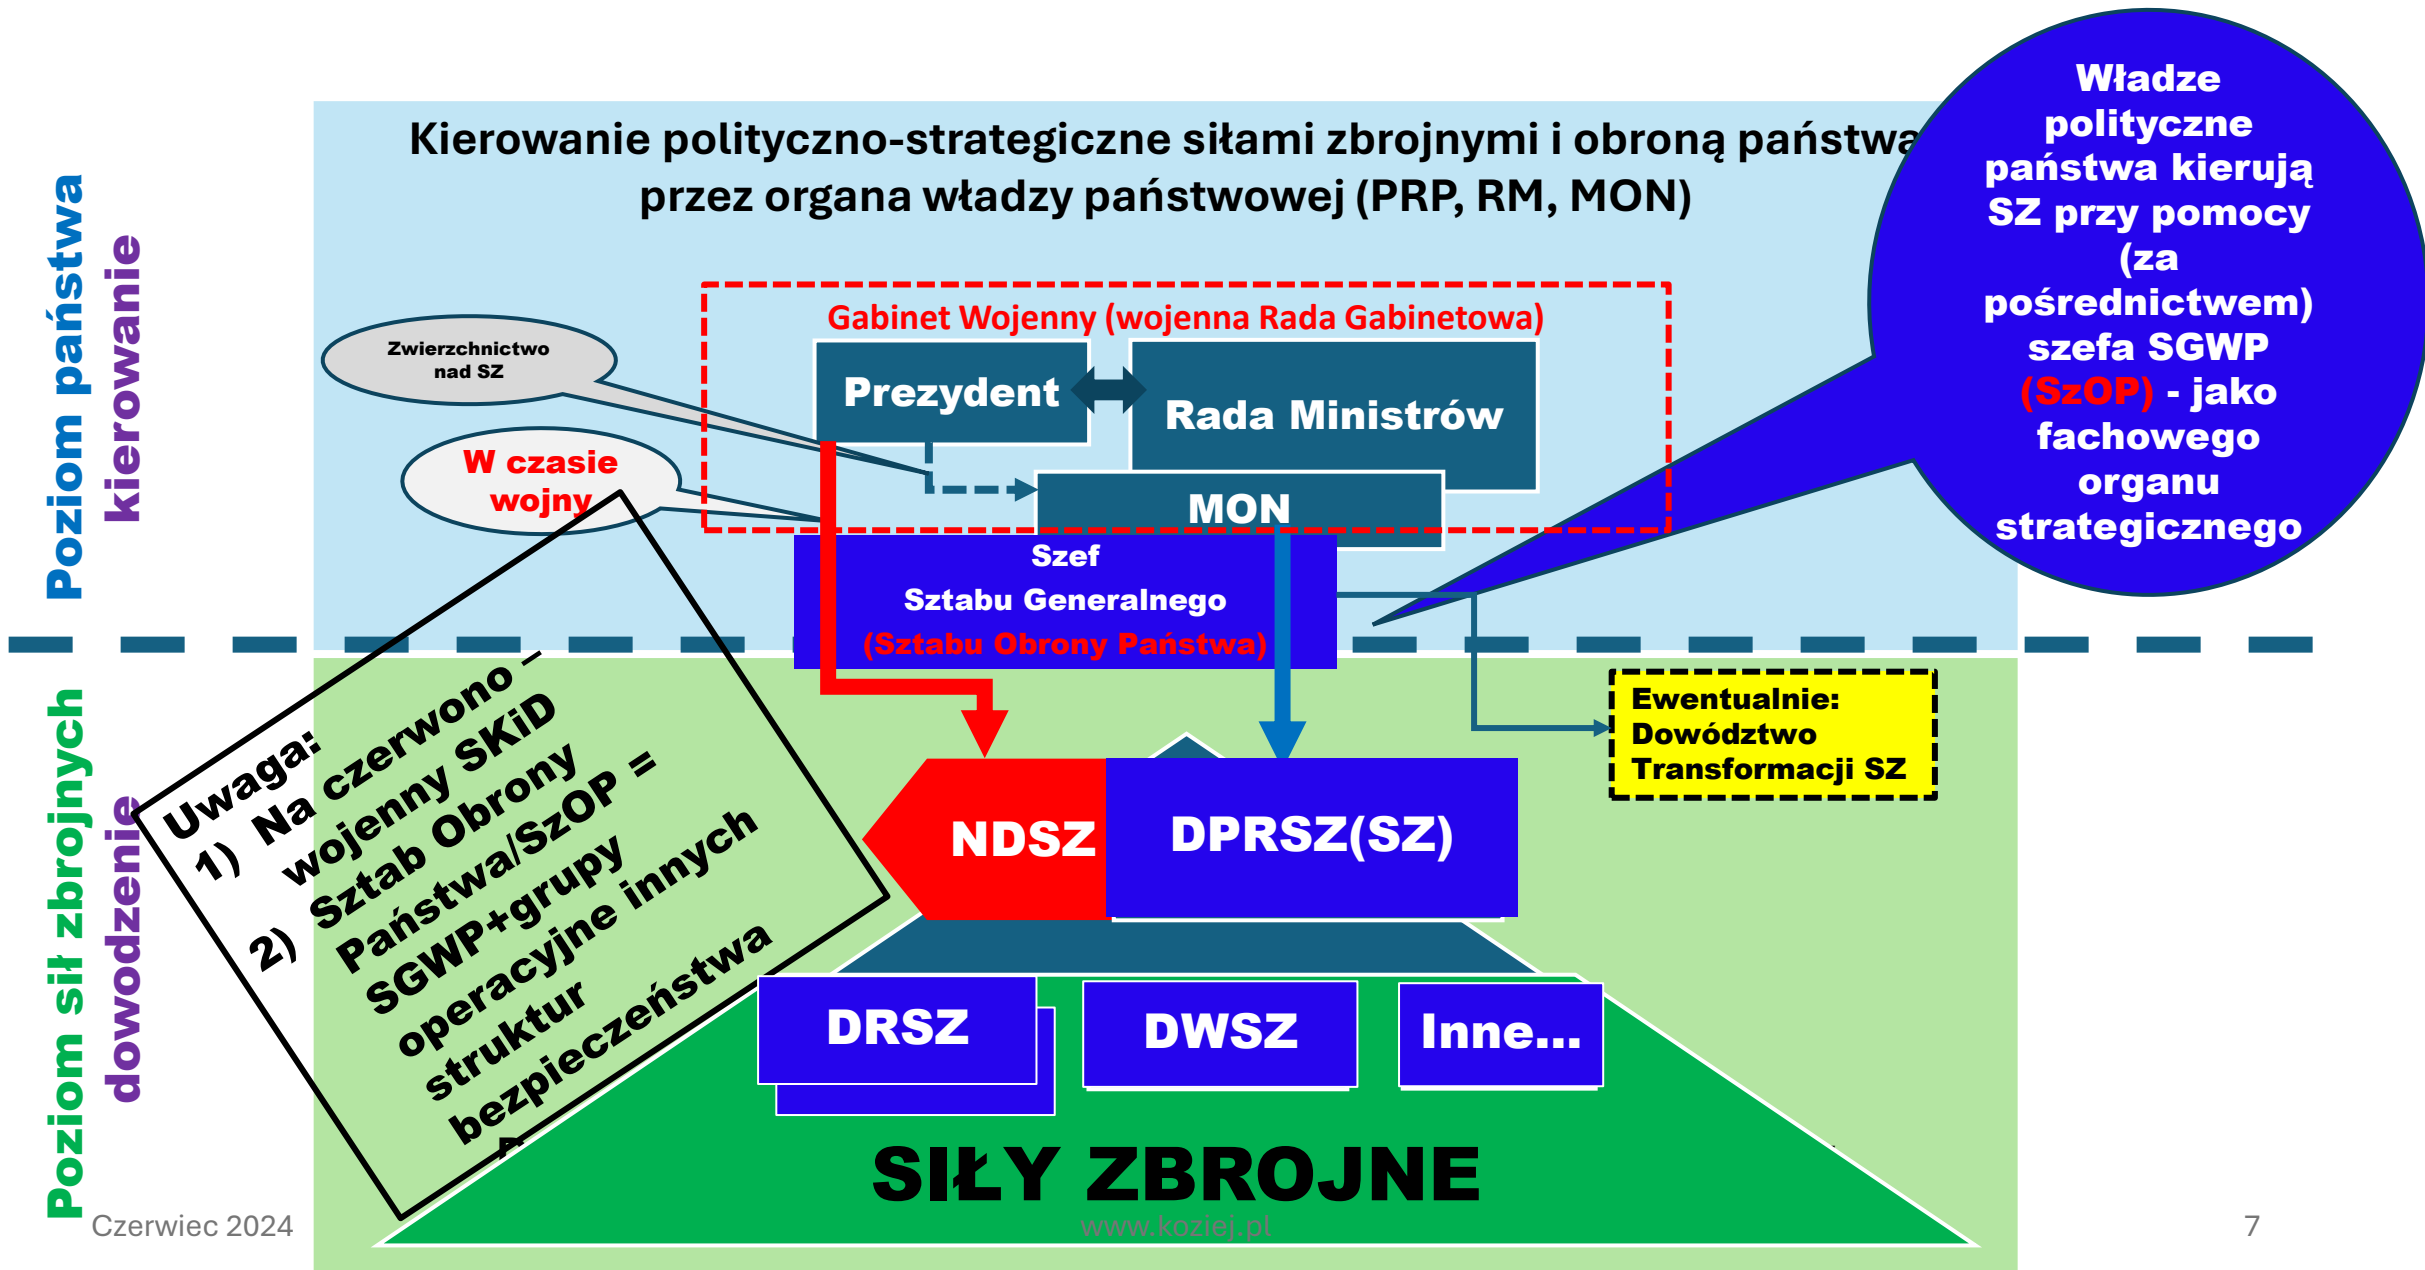 Kierowanie polityczno-strategiczne siłami zbrojnymi i obroną państwa
przez organa władzy państwowej (PRP, RM, MON)
Władze
polityczne
państwa kierują
SZ przy pomocy
(za
pośrednictwem)
szefa SGWP
(SzOP) - jako
fachowego
organu
strategicznego
Poziom państwa
kierowanie
Gabinet Wojenny (wojenna Rada Gabinetowa)
Zwierzchnictwo
nad SZ
Prezydent
Rada Ministrów
W czasie
wojny
MON
Szef
Sztabu Generalnego
(Sztabu Obrony Państwa)
Poziom sił zbrojnych
dowodzenie
Uwaga:
1) Na czerwono –
wojenny SKiD
2) Sztab Obrony
Państwa/SzOP =
SGWP+grupy
operacyjne innych
struktur
bezpieczeństwa
Ewentualnie:
Dowództwo
Transformacji SZ
NDSZ
DPRSZ(SZ)
DRSZ
DWSZ
Inne...
SIŁY ZBROJNE
Czerwiec 2024
www.koziej.pl
7